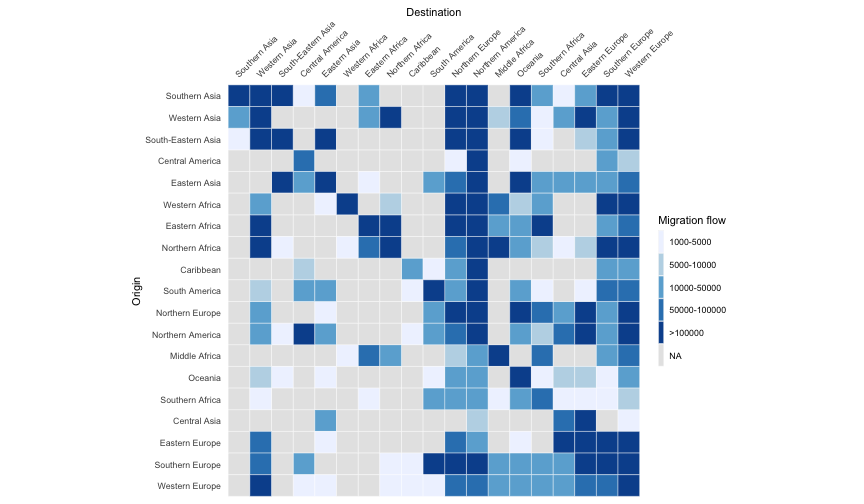 Destination
Southern Asia
Western Asia
South-Eastern Asia
Central America
Eastern Asia
Western Africa
Eastern Africa
Northern Africa
Caribbean
South America
Northern Europe
Northern America
Middle Africa
Oceania
Southern Africa
Central Asia
Eastern Europe
Southern Europe
Western Europe
Origin
Southern Asia
Western Asia
South-Eastern Asia
Central America
Eastern Asia
Western Africa
Eastern Africa
Northern Africa
Caribbean
South America
Northern Europe
Northern America
Middle Africa
Oceania
Southern Africa
Central Asia
Eastern Europe
Southern Europe
Western Europe
Migration flow
1000-5000
5000-10000
10000-50000
50000-100000
>100000
NA